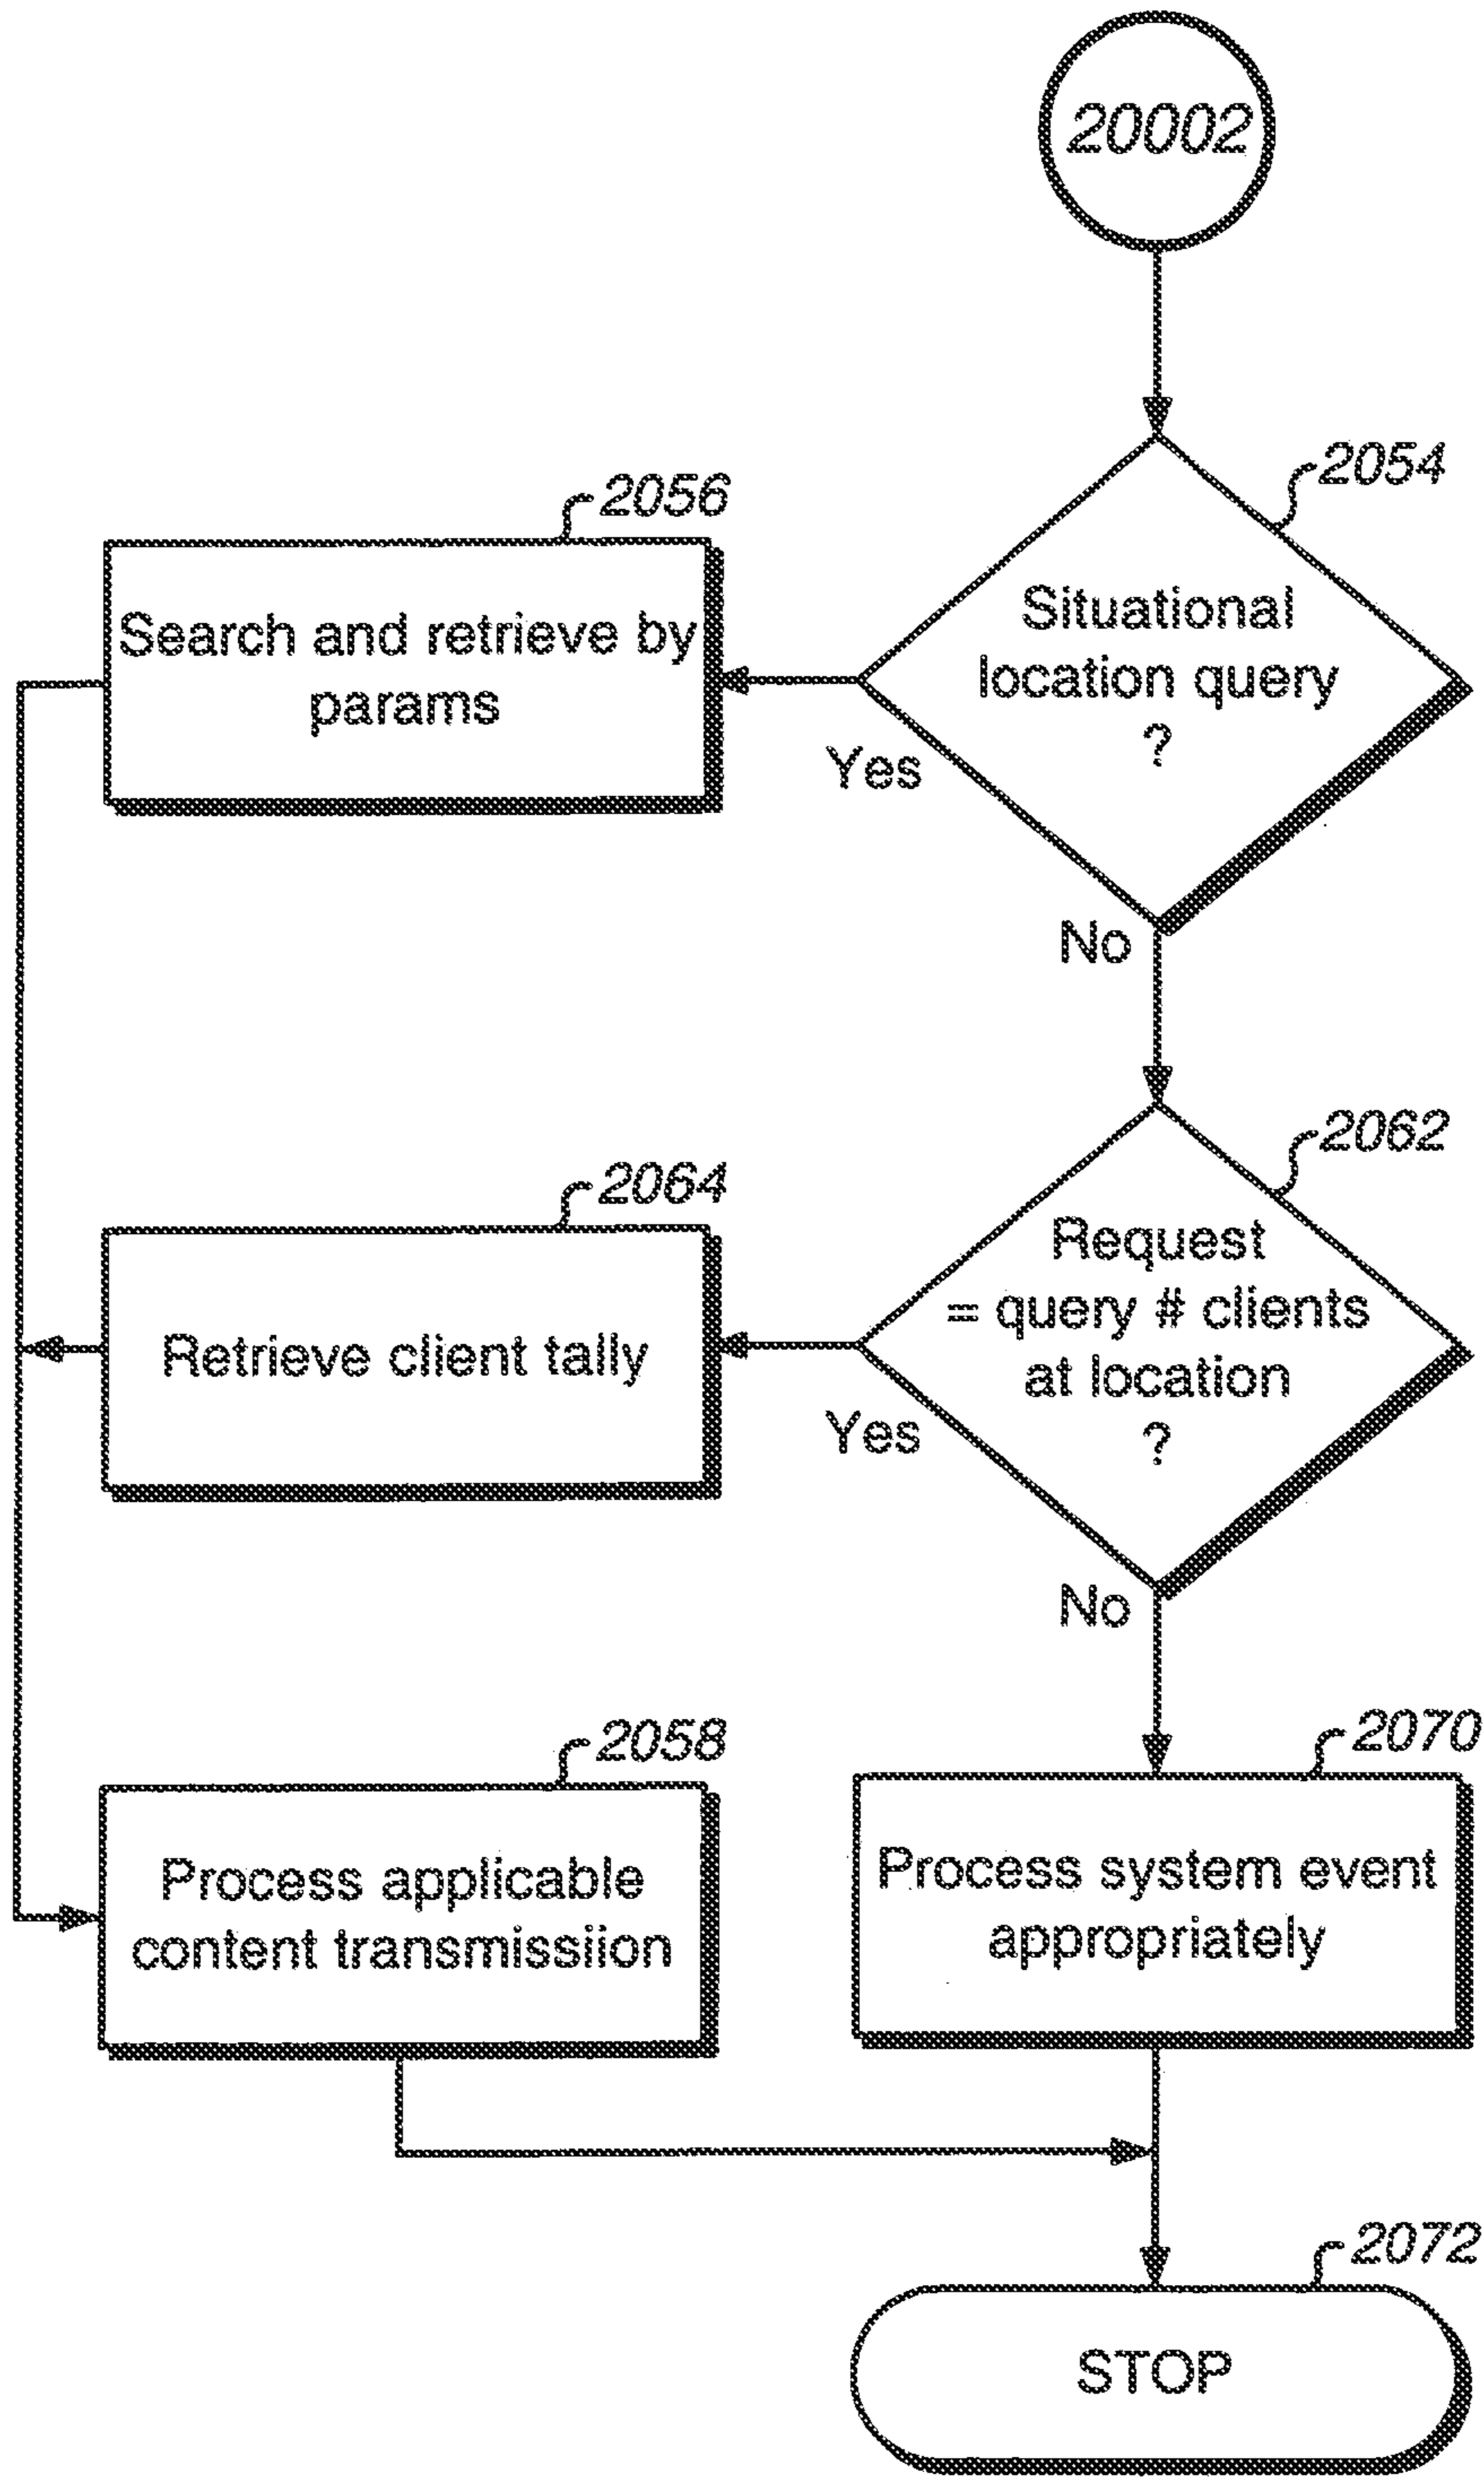 20002
2054
Situational
location query
?
Yes
No
2056
Search and retrieve by
params
2062
Request
= query # clients
at location
?
Yes
No
2064
Retrieve client tally
2058
Process applicable
content transmissiion
2070
Process system event
appropriately
2072
STOP